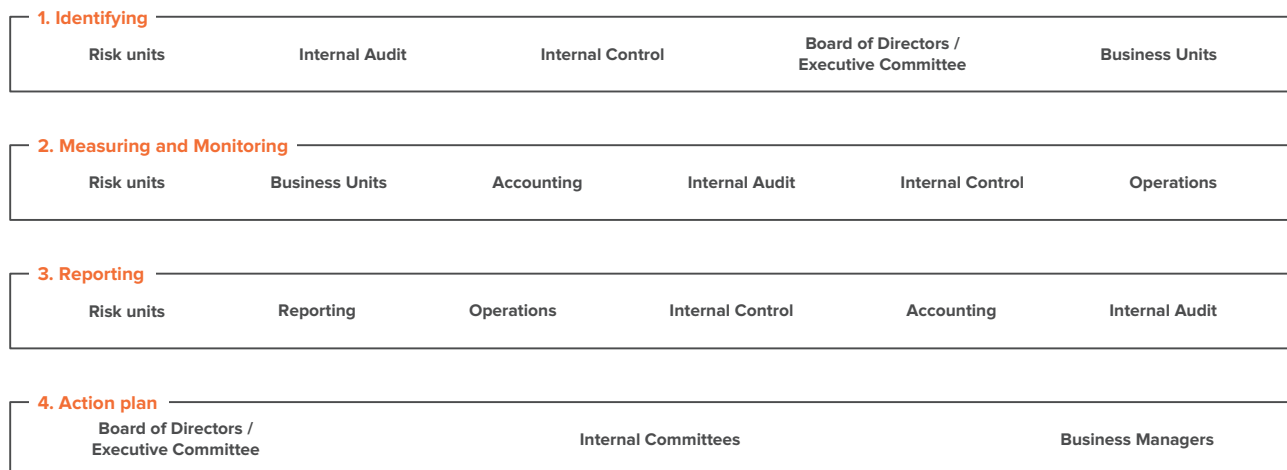 1. Identifying
Risk units Internal Audit Internal Control Board of Directors / Executive Committee Business Units
2. Measuring and Monitoring
Risk units Business Units Accounting Internal Audit Internal Control Operations
3. Reporting
Risk units Reporting Operations Internal Control Accounting Internal Audit
4. Action plan
Board of Directors / Executive Committee Internal Committees Business Managers